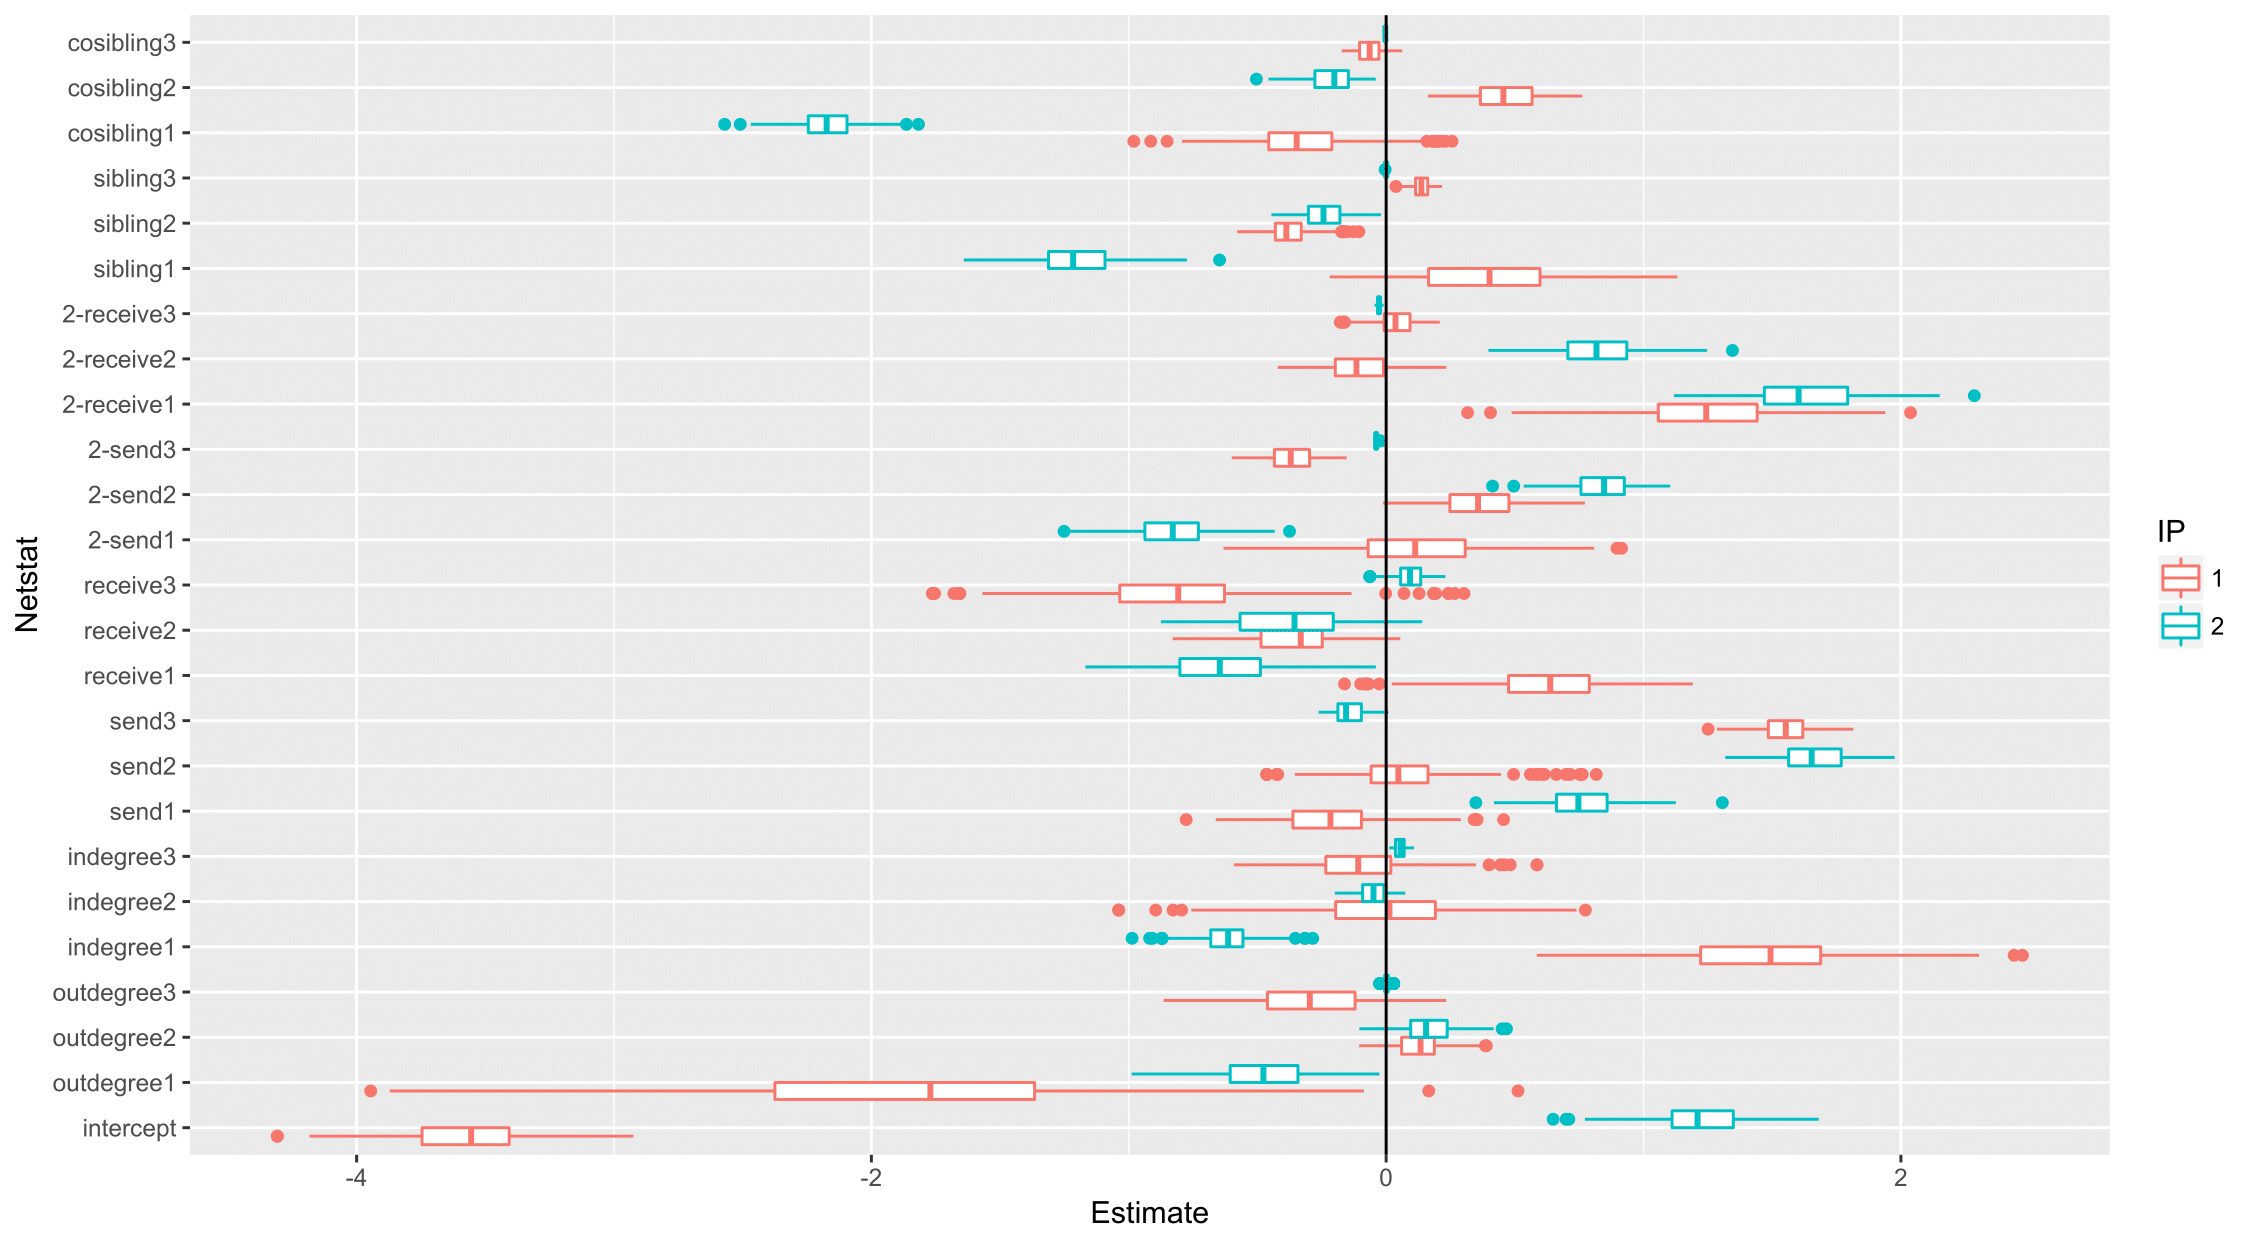 cosibling3
cosibling2
cosibling1
sibling3
sibling2
sibling1
2-receive3
2-receive2
2-receive1
2-send3
2-send2
2-send1
receive3
receive2
receive1
send3
send2
send1
indegree3
indegree2
indegree1
outdegree3
outdegree2
outdegree1
intercept
Netstat
-4 -2 0 2
Estimate
IP
1
2